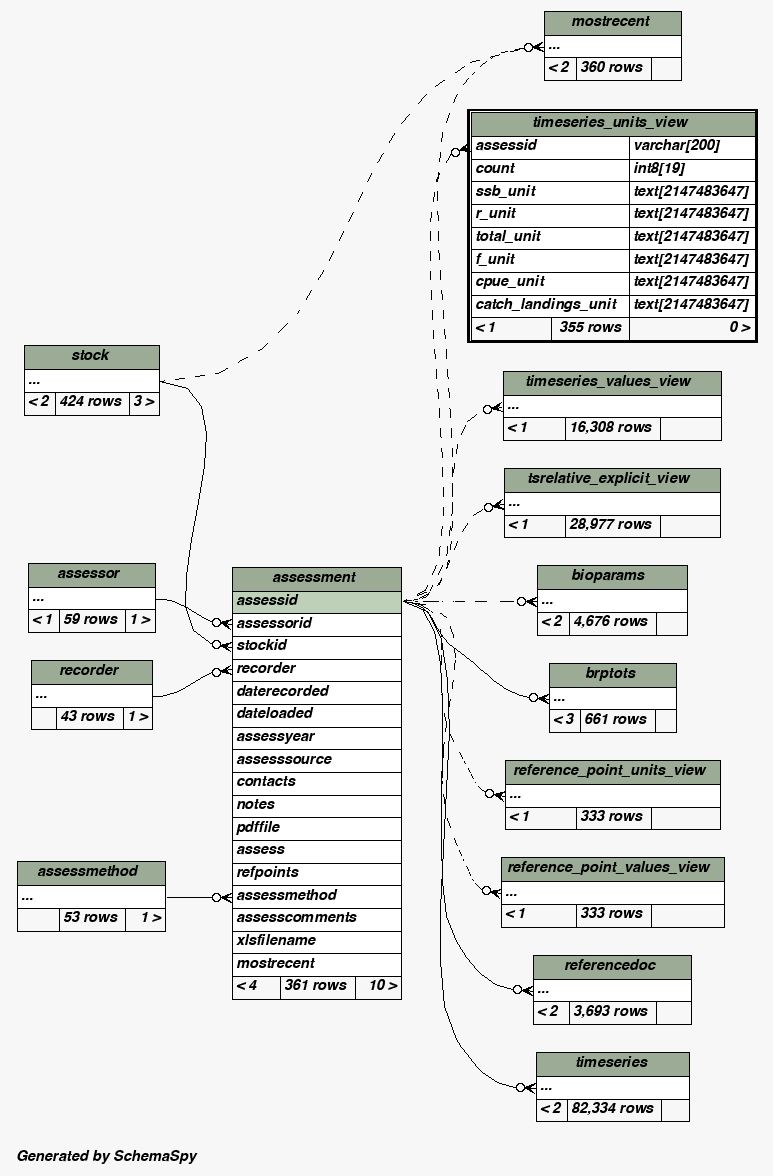 mostrecent
...
< 2 360 rows
timeseries_units_view
assessid varchar[200]
count int8[19]
ssb_unit text[2147483647]
r_unit text[2147483647]
total_unit text[2147483647]
f_unit text[2147483647]
cpue_unit text[2147483647]
catch_landings_unit text[2147483647]
< 1 355 rows 0 >
stock
...
< 2 424 rows 3 >
timeseries_values_view
...
< 1 16,308 rows
tsrelative_explicit_view
...
< 1 28,977 rows
assessor
...
< 1 59 rows 1 >
recorder
...
43 rows 1 >
assessmethod
...
53 rows 1 >
assessment
assessid
assessorid
stockid
recorder
daterecorded
dateloaded
assessyear
assesssource
contacts
notes
pdffile
assess
refpoints
assessmethod
assesscomments
xlsfilename
mostrecent
< 4 361 rows 10 >
bioparams
...
< 2 4,676 rows
brptots
...
< 3 661 rows
reference_point_units_view
...
< 1 333 rows
reference_point_values_view
...
< 1 333 rows
referencedoc
...
< 2 3,693 rows
timeseries
...
< 2 82,334 rows
Generated by SchemaSpy